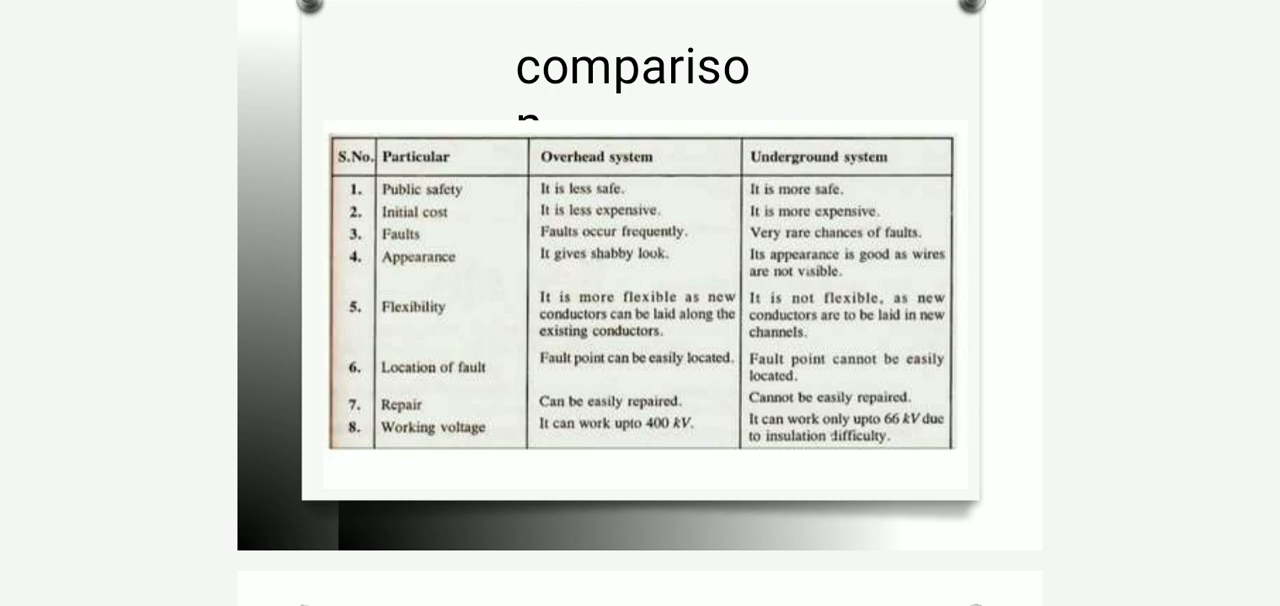 compariso
n
S.No. Particular Overhead system Underground system
1. Public safety It is less safe. It is more safe.
2. Initial cost It is less expensive. It is more expensive.
3. Faults Faults occur frequently. Very rare chances of faults.
4. Appearance It gives shabby look. Its appearance is good as wires
are not visible.
5. Flexibility It is more flexible as new It is not flexible, as new
conductors can be laid along the conductors are to be laid in new
existing conductors. channels.
6. Location of fault Fault point can be easily located. Fault point cannot be easily
located.
7. Repair Can be easily repaired. Cannot be easily repaired.
8. Working voltage It can work upto 400 kV. It can work only upto 66 kV due
to insulation difficulty.